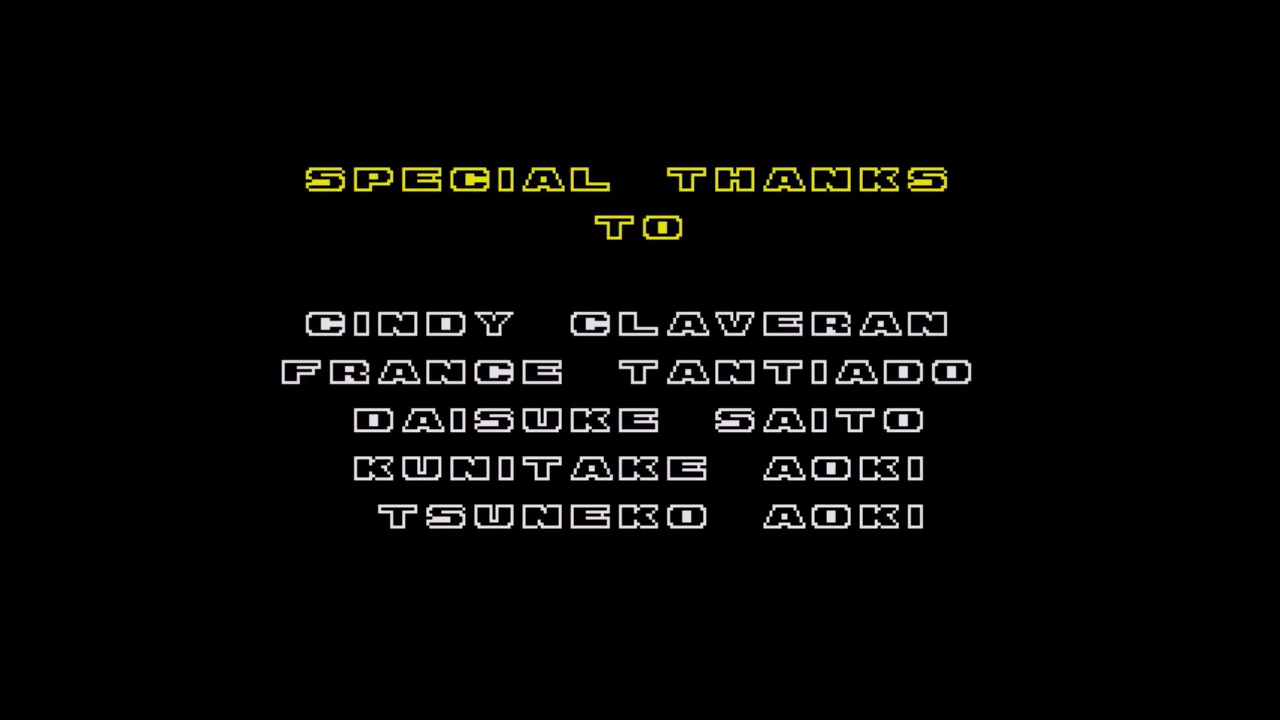 SPECIAL THANKS
TO
CINDY CLAVERAN
FRANCE TANTIADO
DAISUKE SAITO
KUNITAKE AOKI
TSUNEKO AOKI